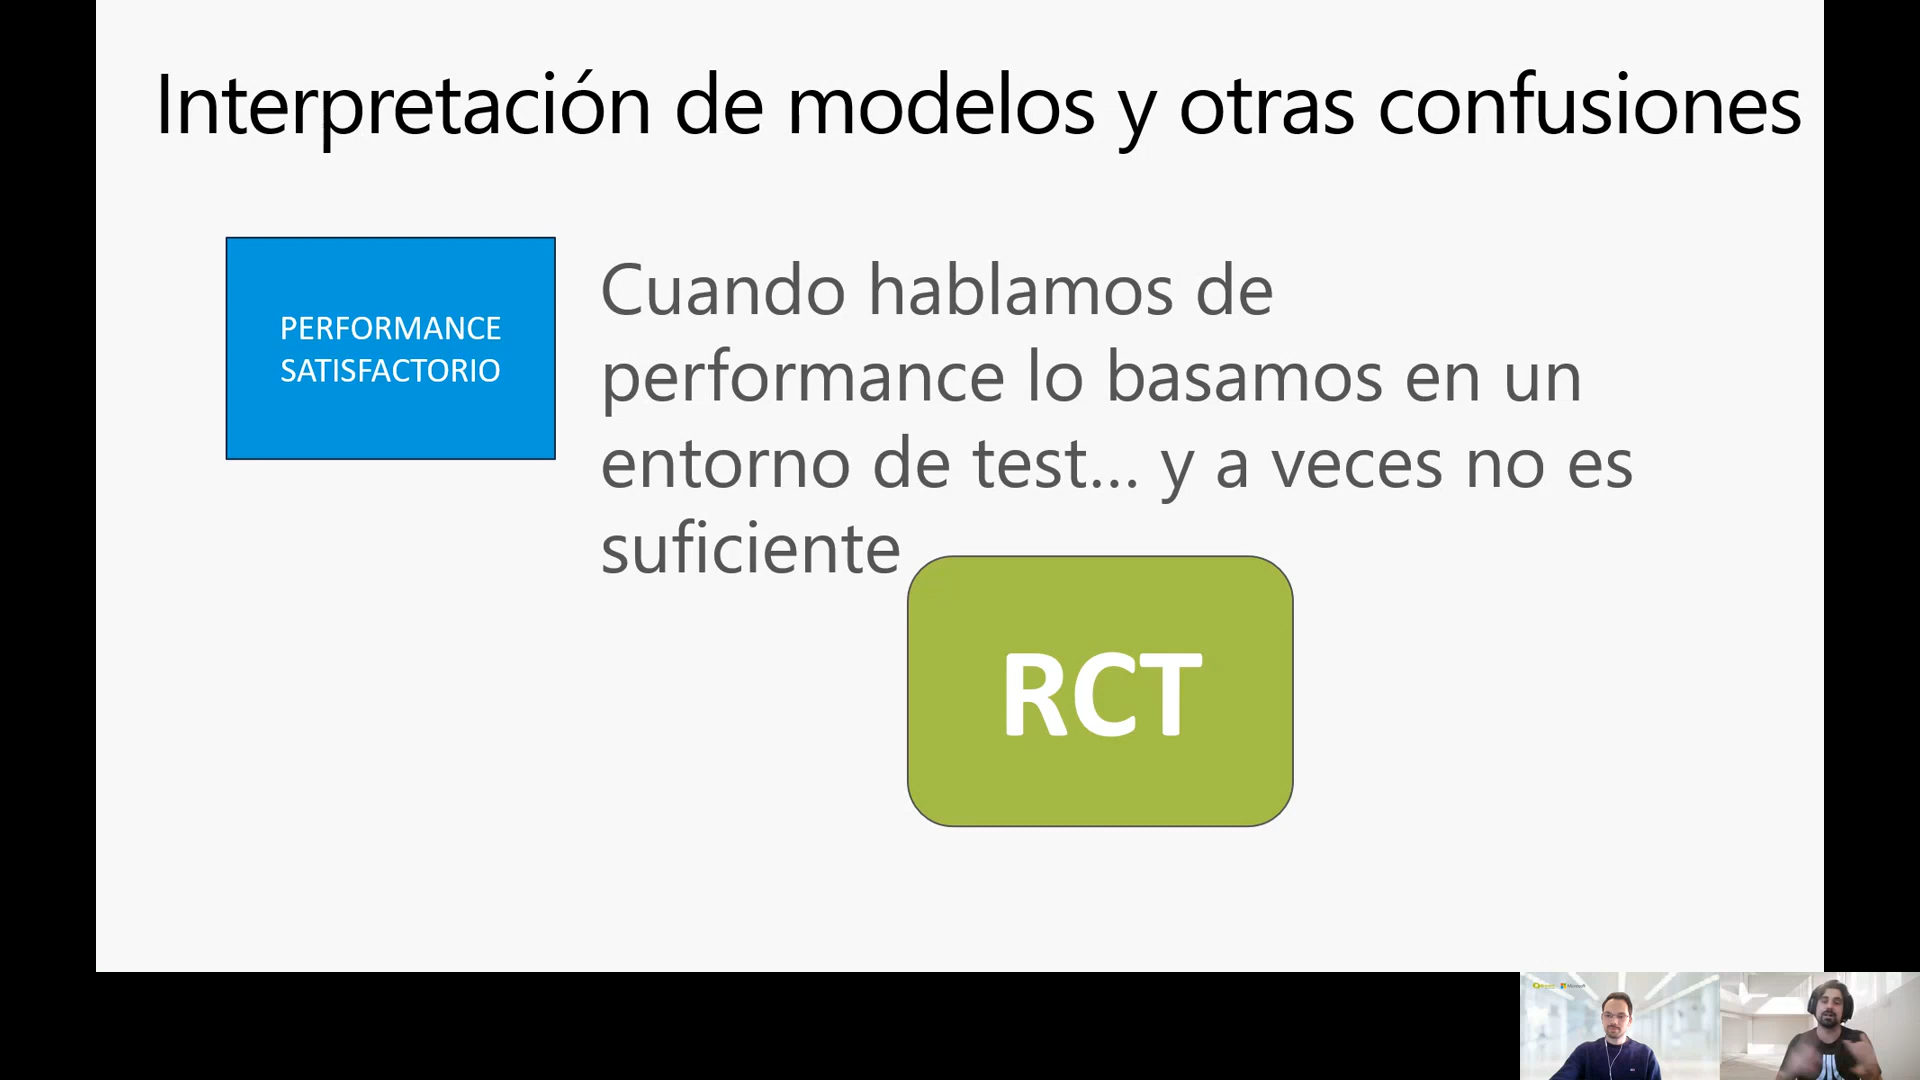 Interpretación de modelos y otras confusiones
PERFORMANCE
SATISFACTORIO
Cuando hablamos de
performance lo basamos en un
entorno de test... y a veces no es
suficiente
RCT
Microsoft